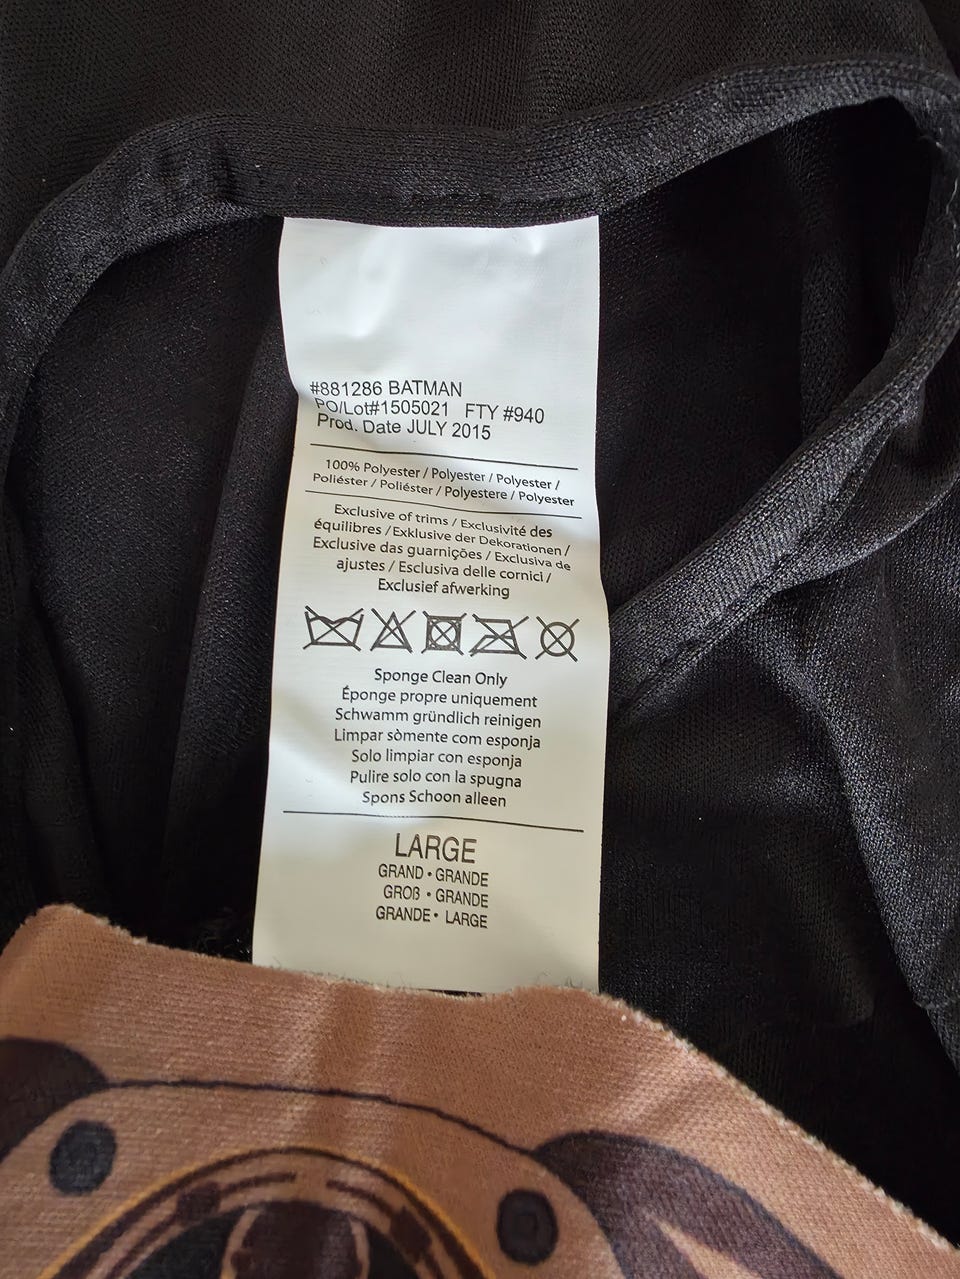 #881286 BATMAN
PO/Lot#1505021 FTY #940
Prod. Date JULY 2015
100% Polyester / Polyester / Polyester /
Poliéster / Poliéster / Polyestere / Polyester
Exclusive of trims / Exclusivité des
équilibres / Exklusive der Dekorationen /
Exclusive das guarnições / Exclusiva de
ajustes / Esclusiva delle cornici /
Exclusief afwerking
Sponge Clean Only
Éponge propre uniquement
Schwamm gründlich reinigen
Limpar sòmente com esponja
Solo limpiar con esponja
Pulire solo con la spugna
Spons Schoon alleen
LARGE
GRAND • GRANDE
GROß • GRANDE
GRANDE • LARGE